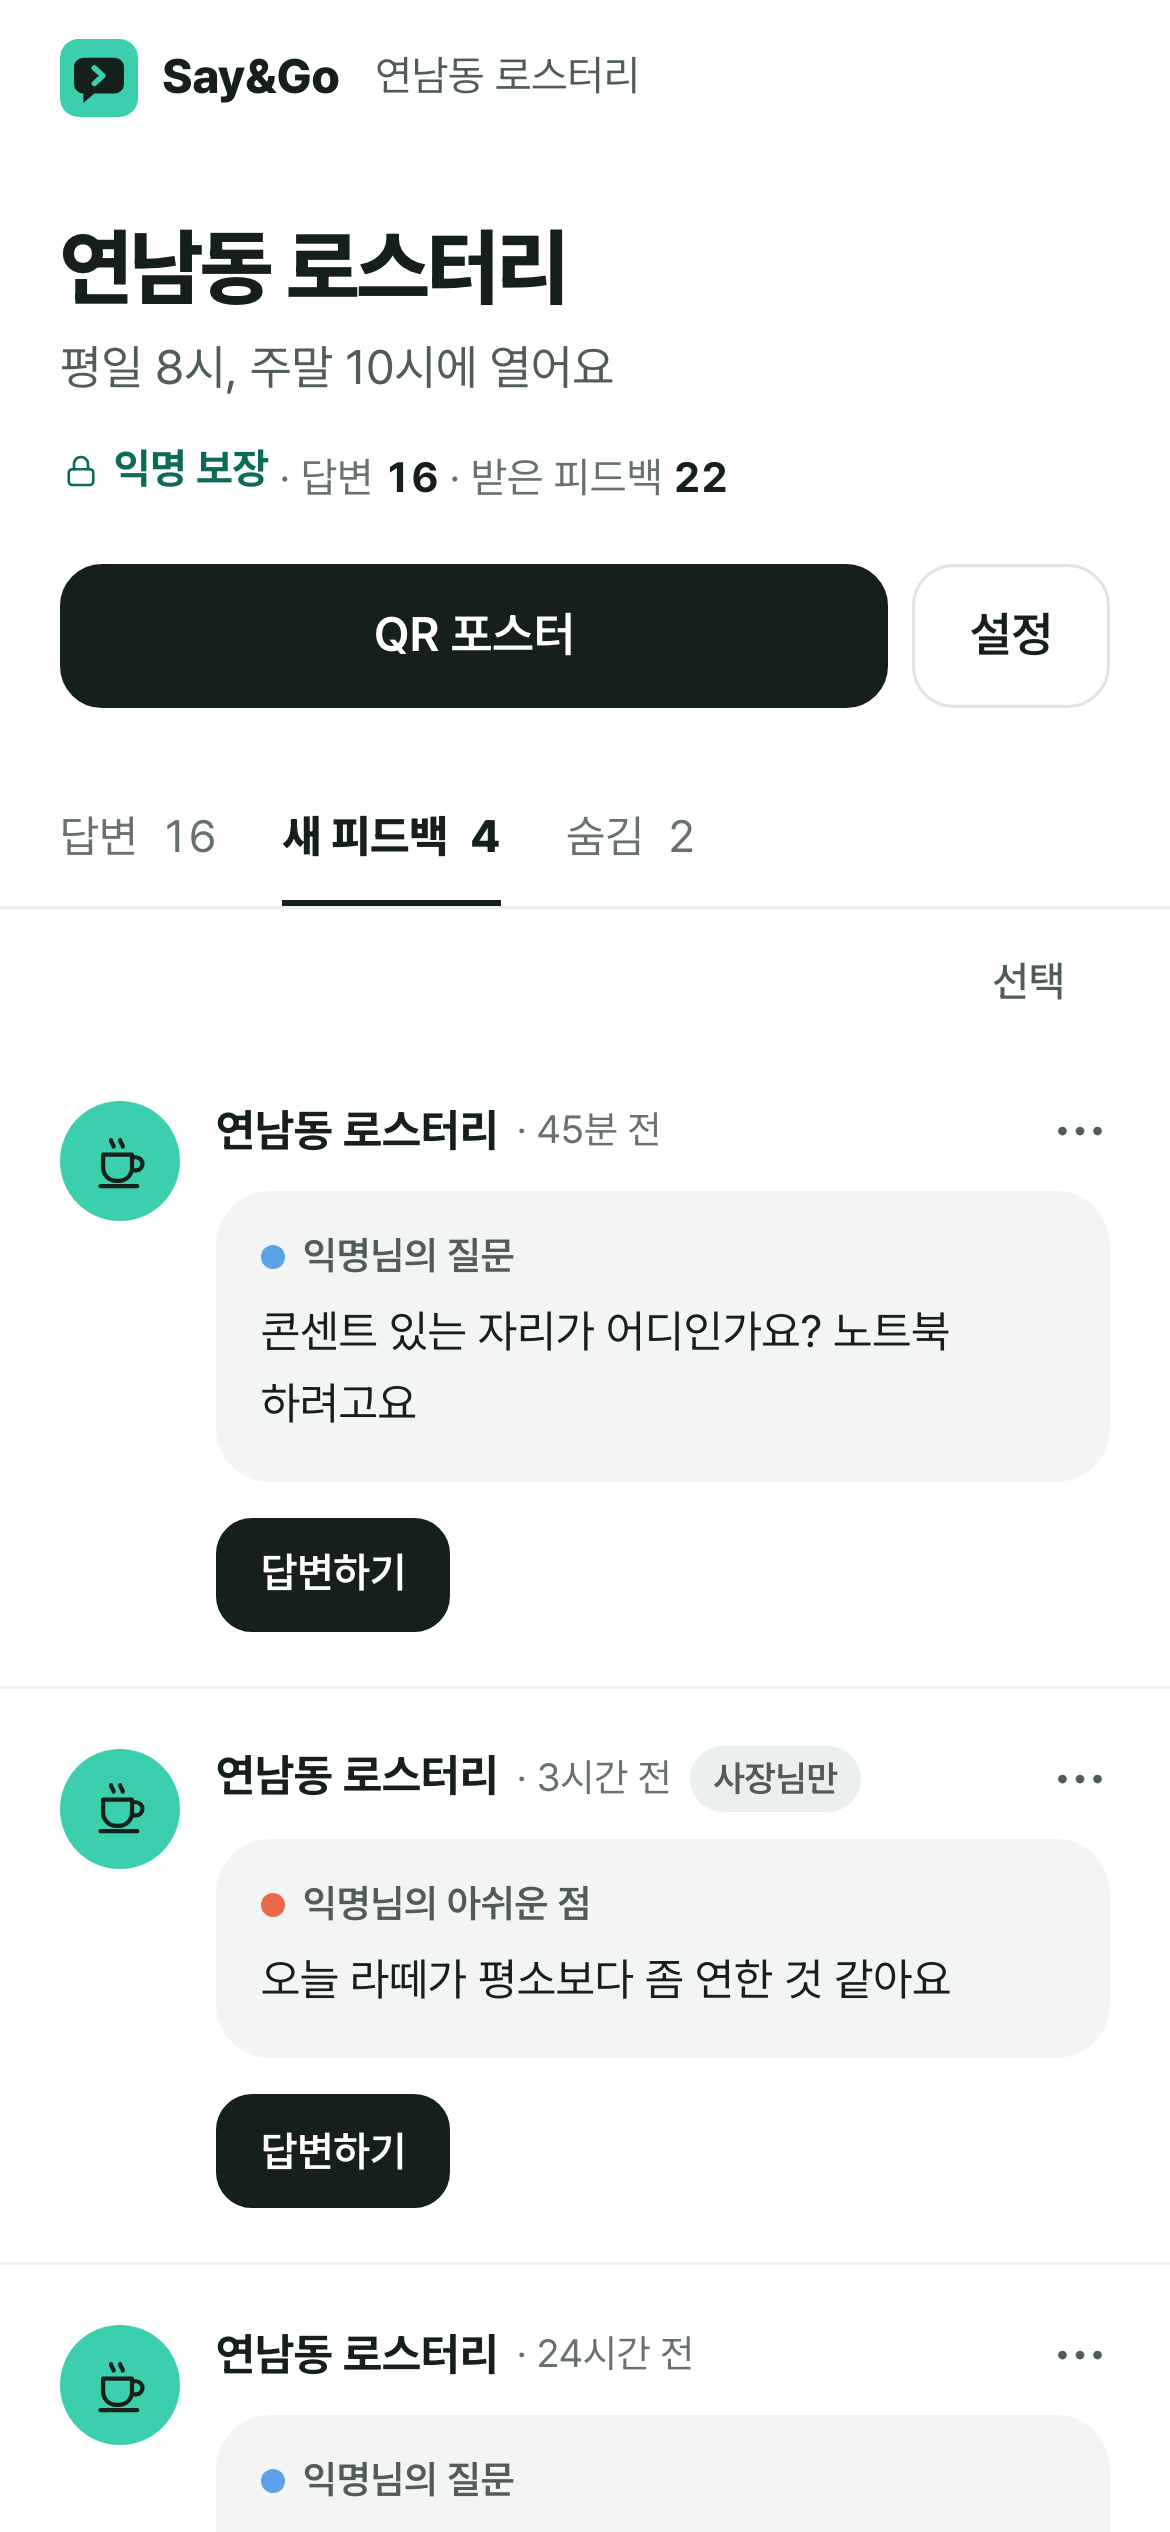 Say&Go 연남동 로스터리
연남동 로스터리
평일 8시, 주말 10시에 열어요
익명 보장 · 답변 16 · 받은 피드백 22
QR 포스터
설정
답변 16 새 피드백 4 숨김 2
선택
연남동 로스터리 · 45분 전
익명님의 질문
콘센트 있는 자리가 어디인가요? 노트북
하려고요
답변하기
연남동 로스터리 · 3시간 전 사장님만
익명님의 아쉬운 점
오늘 라떼가 평소보다 좀 연한 것 같아요
답변하기
연남동 로스터리 · 24시간 전
익명님의 질문